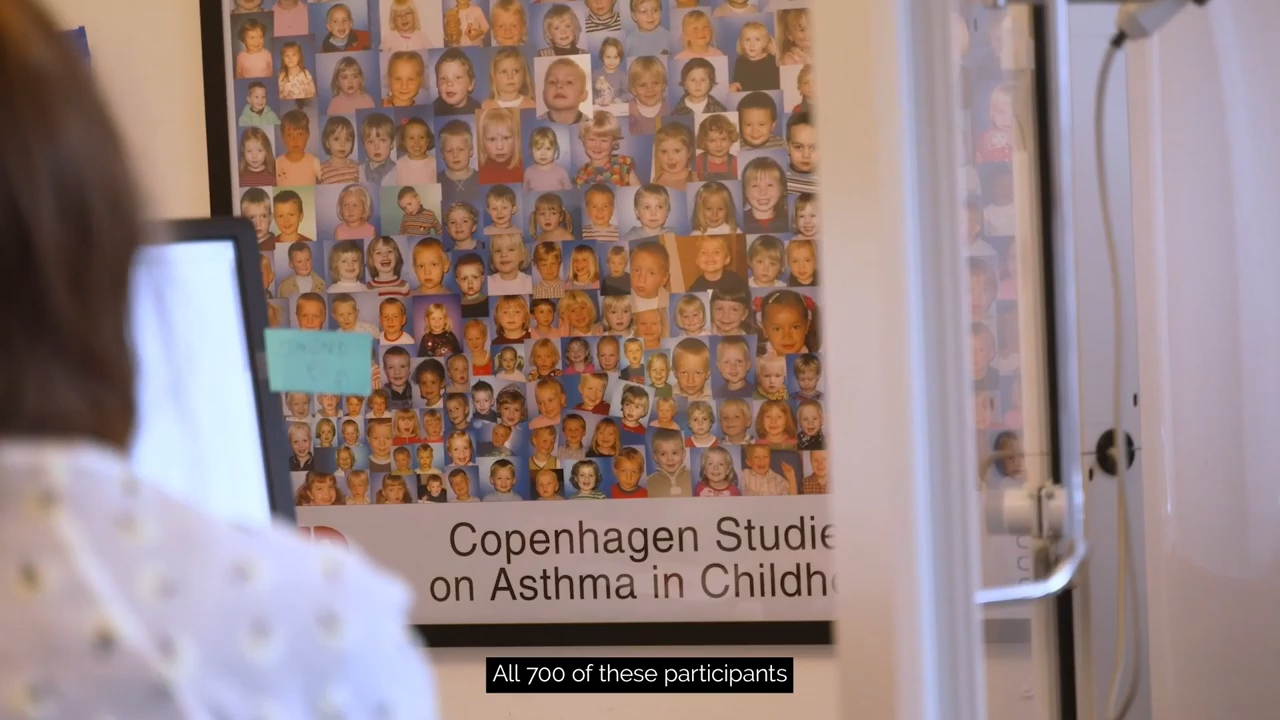 Copenhagen Studie
on Asthma in Childh
All 700 of these participants